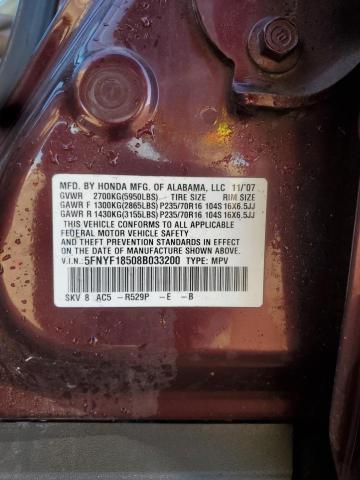 MFD. BY HONDA MFG. OF ALABAMA, LLC 11/'07
GVWR 2700KG(5950LBS) TIRE SIZE RIM SIZE
GAWR F 1300KG(2865LBS) P235/70R16 104S 16X6.5JJ
GAWR R 1430KG(3155LBS) P235/70R16 104S 16X6.5JJ
THIS VEHICLE CONFORMS TO ALL APPLICABLE
FEDERAL MOTOR VEHICLE SAFETY
BUMPER, AND THEFT PREVENTION STANDARDS IN EFFECT
ON THE DATE OF MANUFACTURE SHOWN ABOVE.
V.I.N: 5FNYF18508B033200 TYPE: MPV
SKV 8 AC5 -R529P -E -B